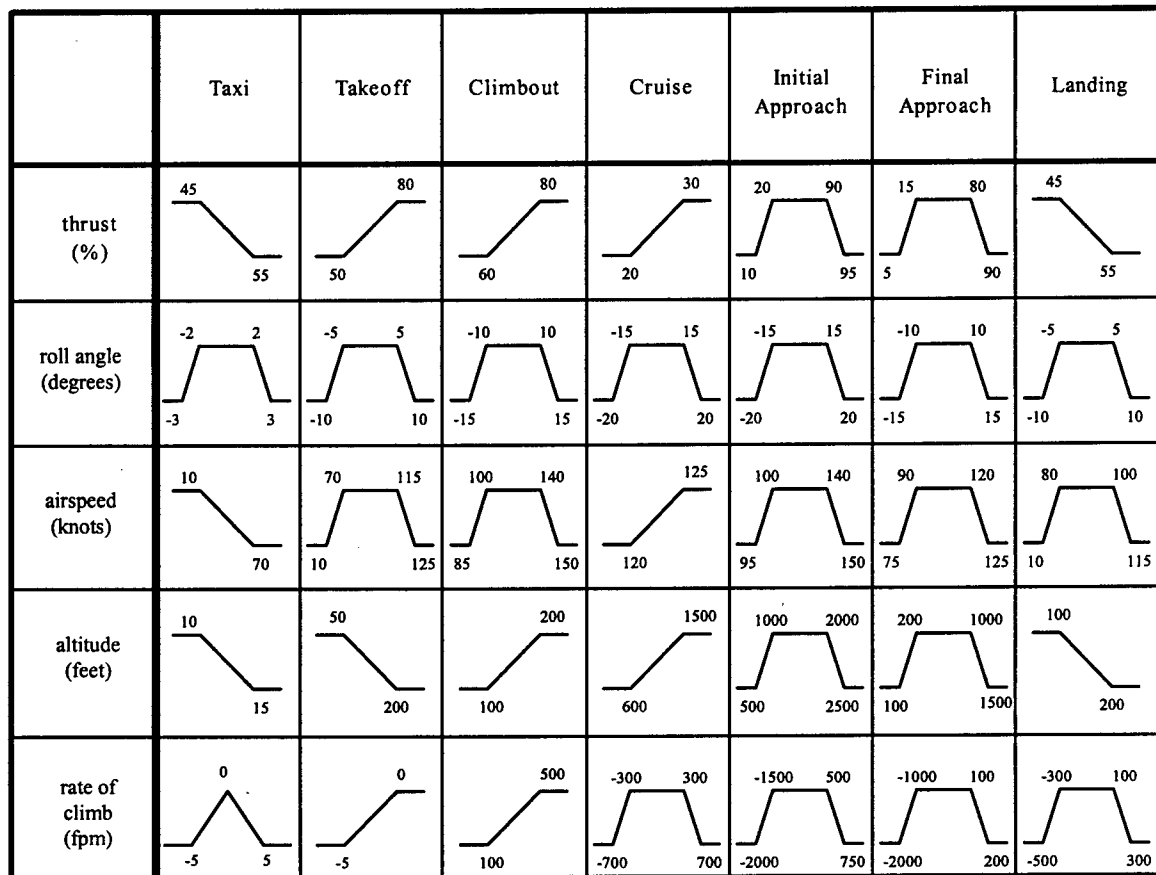 Taxi Takeoff Climbout Cruise Initial Approach Final Approach Landing
thrust (%)
45 80 80 30 20 90 15 80 45
55 50 60 20 10 95 5 90 55
roll angle (degrees)
-2 2 -5 5 -10 10 -15 15 -15 15 -10 10 -5 5
-3 3 -10 10 -15 15 -20 20 -20 20 -15 15 -10 10
airspeed (knots)
10 70 115 100 140 125 100 140 90 120 80 100
70 10 125 85 150 120 95 150 75 125 10 115
altitude (feet)
10 50 200 1500 1000 2000 200 1000 100
15 200 100 600 500 2500 100 1500 200
rate of climb (fpm)
0 0 500 -300 300 -1500 500 -1000 100 -300 100
-5 5 -5 100 -700 700 -2000 750 -2000 200 -500 300